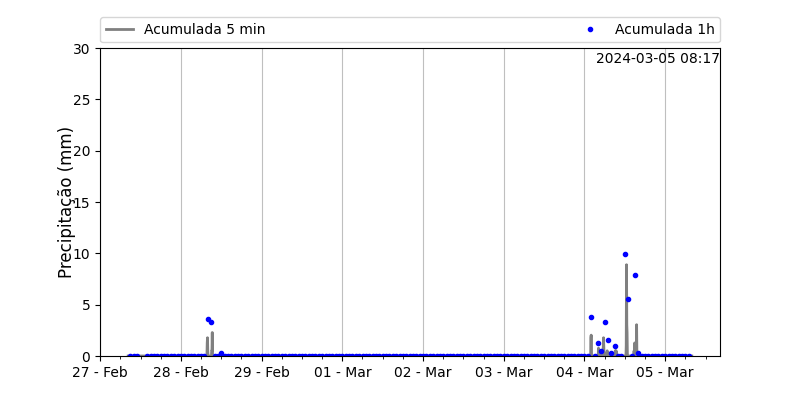 Acumulada 5 min
Acumulada 1h
2024-03-05 08:17
Precipitação (mm)
30
25
20
15
10
5
0
27 - Feb
28 - Feb
29 - Feb
01 - Mar
02 - Mar
03 - Mar
04 - Mar
05 - Mar